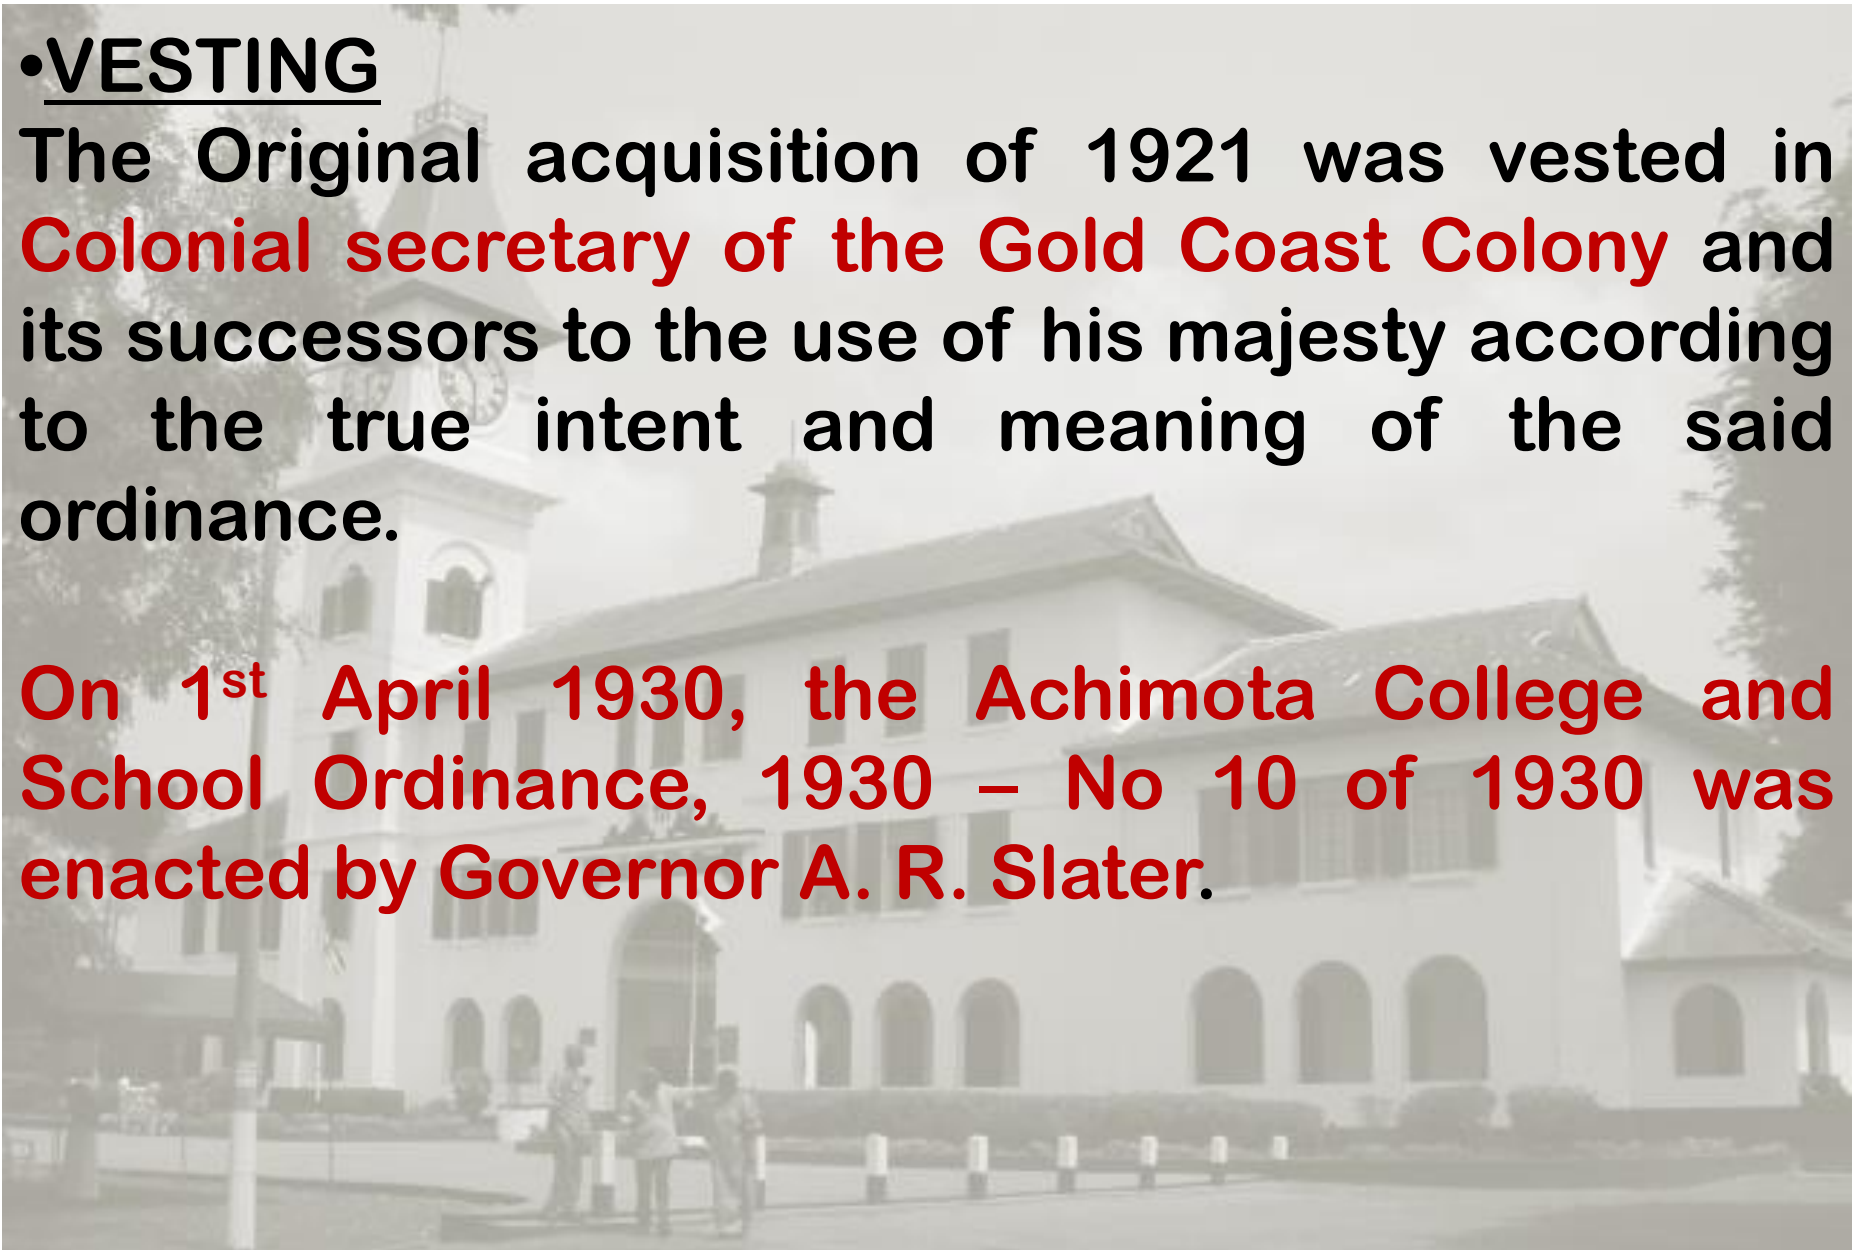 •VESTING
The Original acquisition of 1921 was vested in
Colonial secretary of the Gold Coast Colony and
its successors to the use of his majesty according
to the true intent and meaning of the said
ordinance.
On 1st April 1930, the Achimota College and
School Ordinance, 1930 – No 10 of 1930 was
enacted by Governor A. R. Slater.